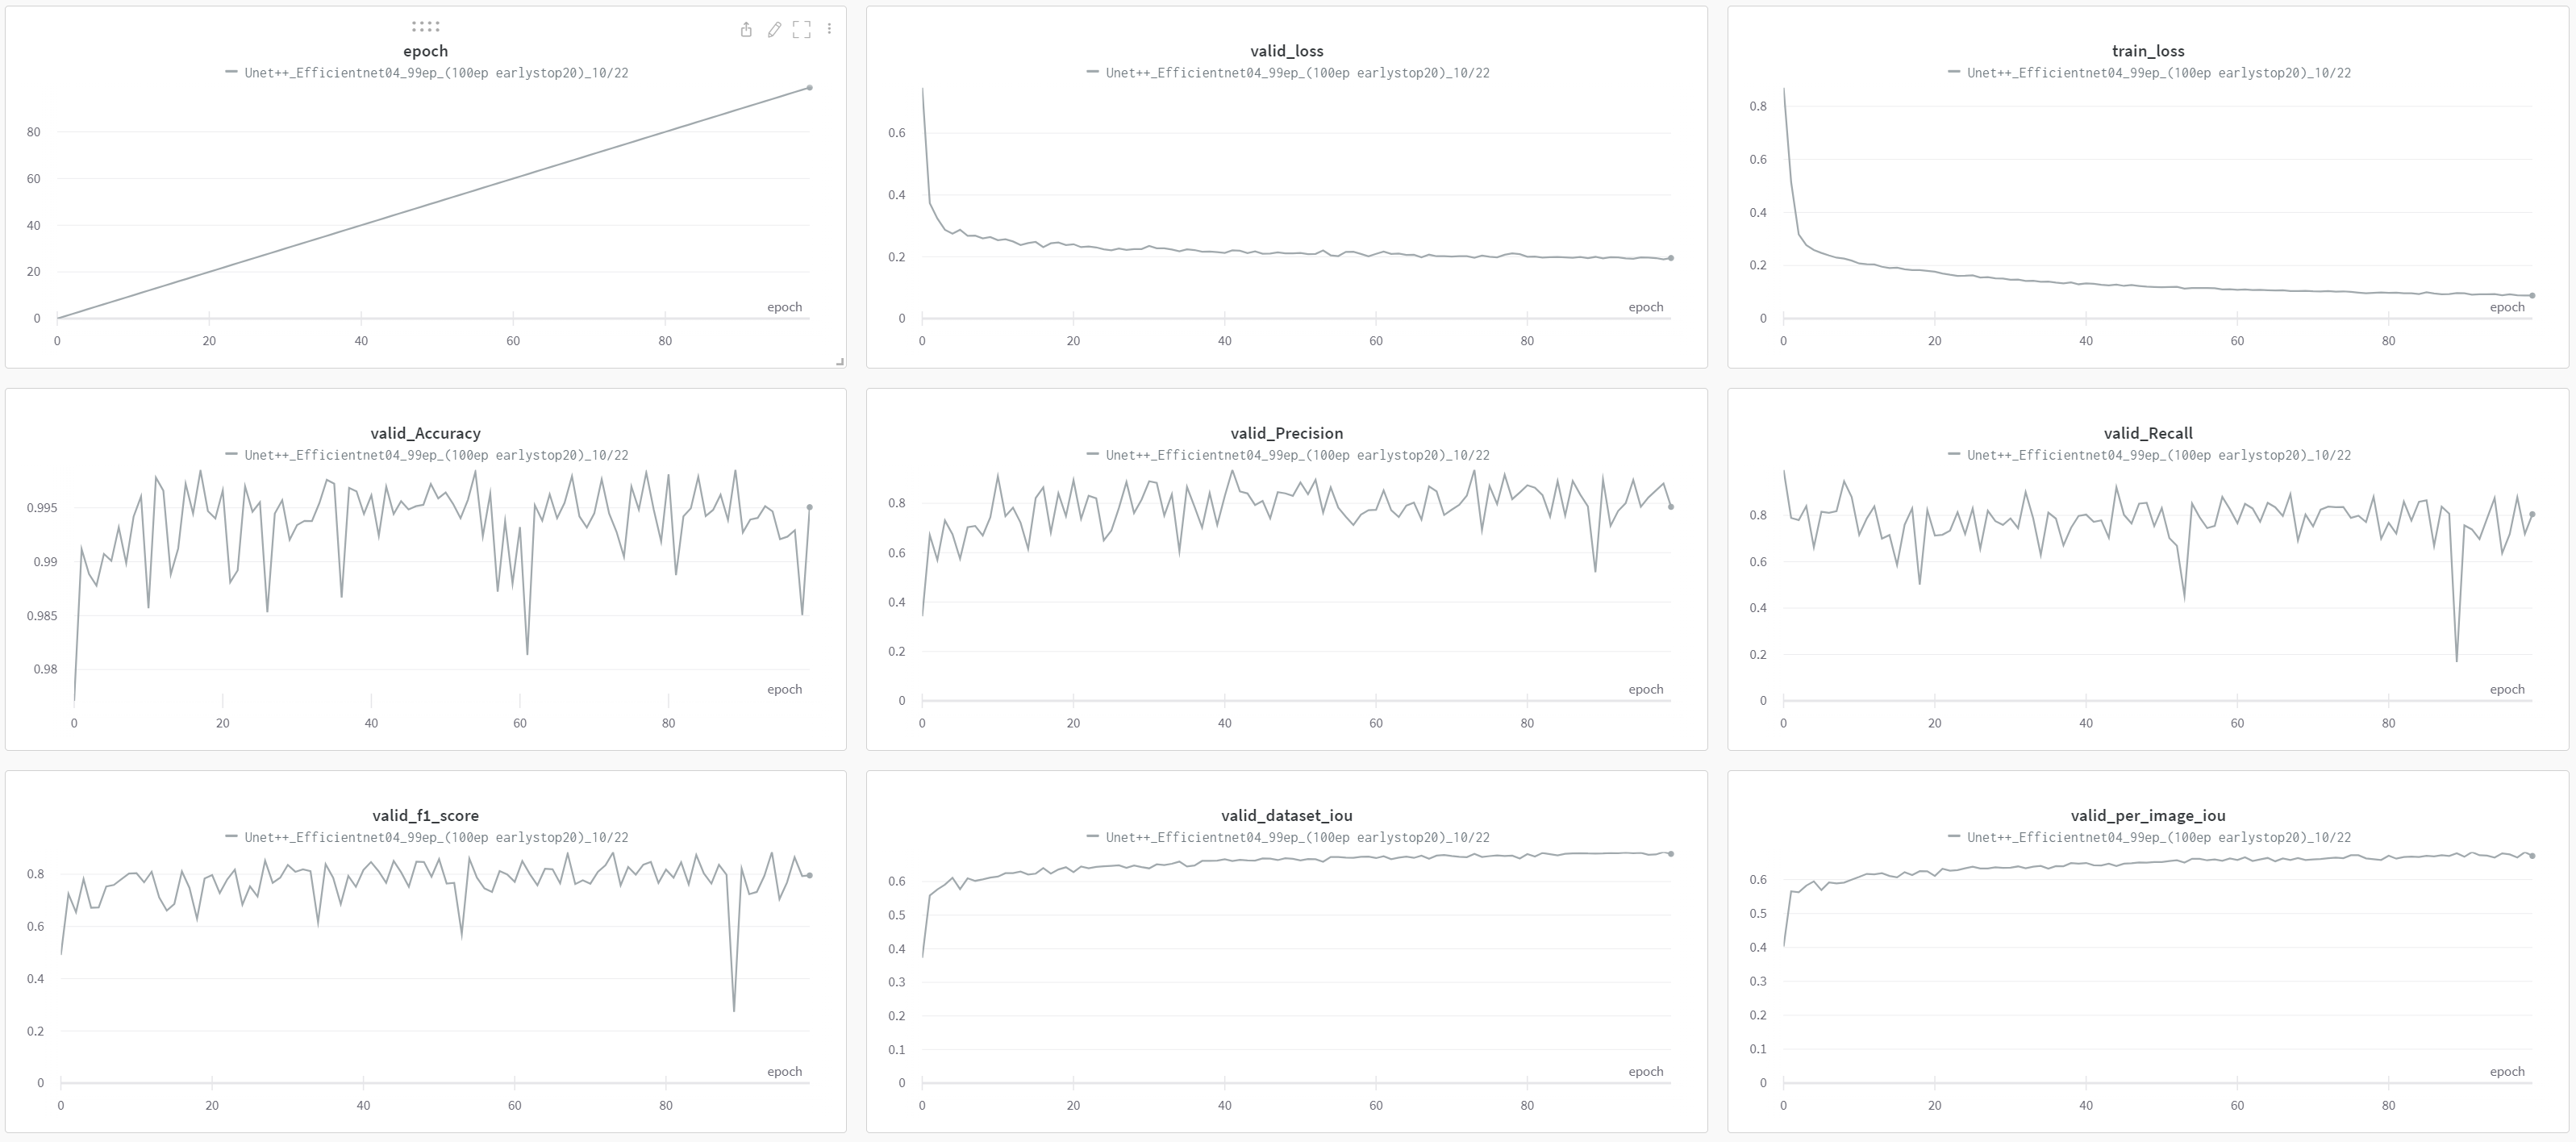 epoch
Unet++_Efficientnet04_99ep_(100ep earlystop20)_10/22
80
60
40
20
0
epoch
0 20 40 60 80
valid_loss
Unet++_Efficientnet04_99ep_(100ep earlystop20)_10/22
0.6
0.4
0.2
0
epoch
0 20 40 60 80
train_loss
Unet++_Efficientnet04_99ep_(100ep earlystop20)_10/22
0.8
0.6
0.4
0.2
0
epoch
0 20 40 60 80
valid_Accuracy
Unet++_Efficientnet04_99ep_(100ep earlystop20)_10/22
0.995
0.99
0.985
0.98
epoch
0 20 40 60 80
valid_Precision
Unet++_Efficientnet04_99ep_(100ep earlystop20)_10/22
0.8
0.6
0.4
0.2
0
epoch
0 20 40 60 80
valid_Recall
Unet++_Efficientnet04_99ep_(100ep earlystop20)_10/22
0.8
0.6
0.4
0.2
0
epoch
0 20 40 60 80
valid_f1_score
Unet++_Efficientnet04_99ep_(100ep earlystop20)_10/22
0.8
0.6
0.4
0.2
0
epoch
0 20 40 60 80
valid_dataset_iou
Unet++_Efficientnet04_99ep_(100ep earlystop20)_10/22
0.6
0.5
0.4
0.3
0.2
0.1
0
epoch
0 20 40 60 80
valid_per_image_iou
Unet++_Efficientnet04_99ep_(100ep earlystop20)_10/22
0.6
0.5
0.4
0.3
0.2
0.1
0
epoch
0 20 40 60 80